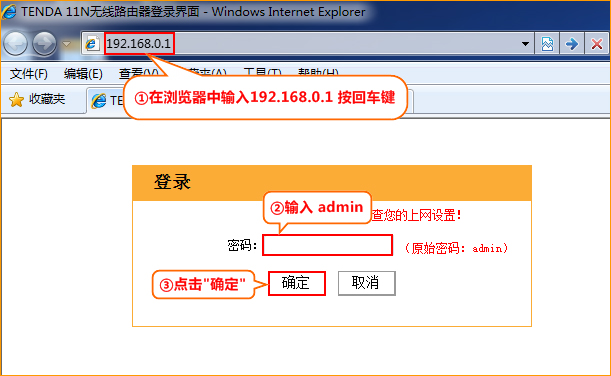 TENDA 11N无线路由器登录界面 - Windows Internet Explorer
192.168.0.1
文件(F) 编辑(E) 查看(V) 藏夹(A) 工具(T) 帮助(H)
收藏夹 TE
①在浏览器中输入192.168.0.1 按回车键
登录
②输入 admin
查您的上网设置!
密码: (原始密码: admin)
③点击"确定"
确定 取消